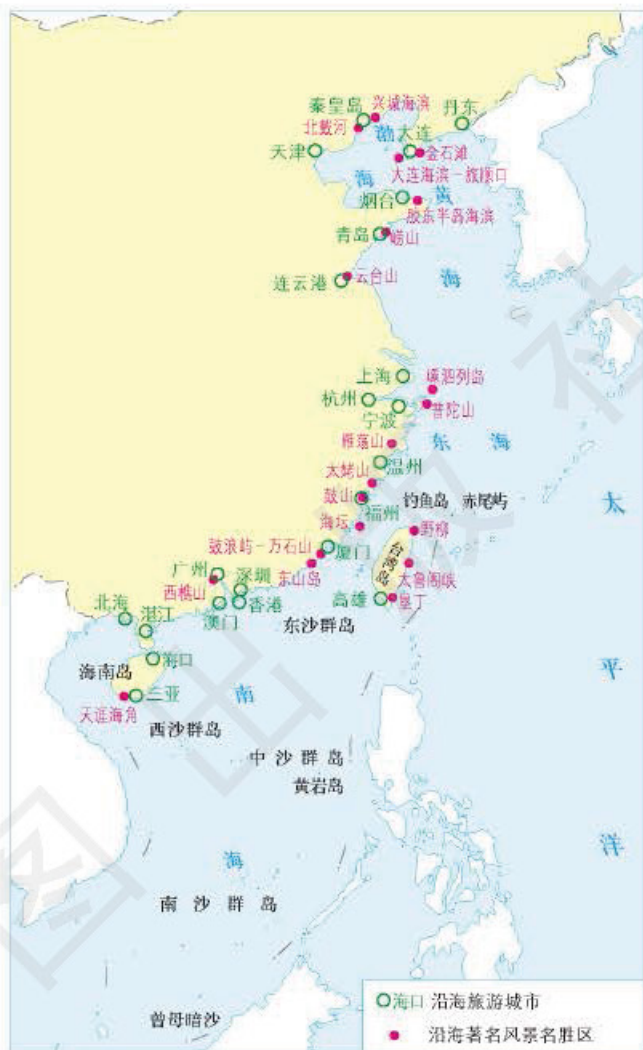 秦皇岛
兴城海滨
丹东
北戴河
渤
大连
天津
金石滩
大连海滨－旅顺口
海
烟台
黄
胶东半岛海滨
青岛
崂山
连云港
云台山
海
上海
嵊泗列岛
杭州
普陀山
宁波
雁荡山
东 海
温州
太姥山
鼓山
福州
钓鱼岛 赤尾屿
太
海坛
野柳
鼓浪屿－万石山
厦门
台湾岛
广州
深圳
东山岛
太鲁阁峡
西樵山
高雄
垦丁
北海
湛江
澳门
香港
东沙群岛
平
海口
海南岛
三亚
南
天涯海角
西沙群岛
中沙群岛
黄岩岛
洋
海
南沙群岛
曾母暗沙
海口 沿海旅游城市
沿海著名风景名胜区
图出版社